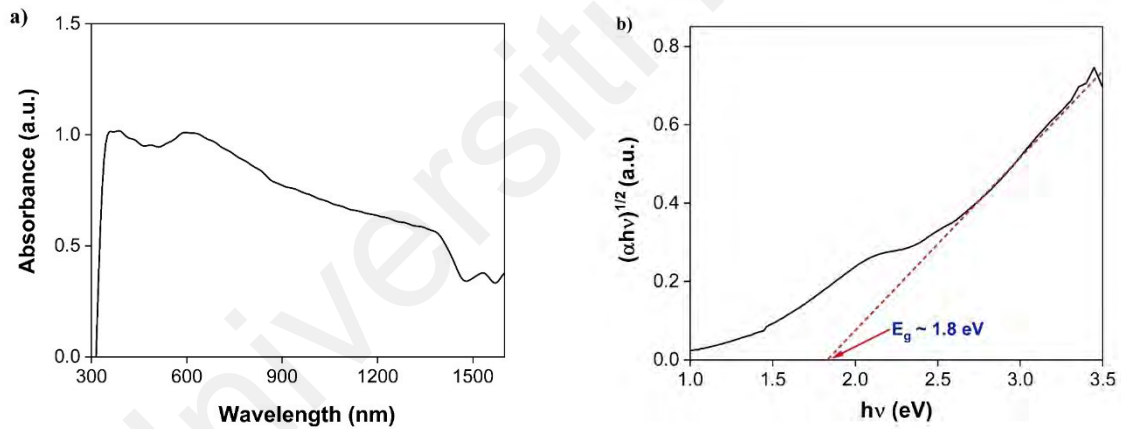 a)
1.5
1.0
0.5
0.0
Absorbance (a.u.)
300 600 900 1200 1500
Wavelength (nm)
b)
0.8
0.6
0.4
0.2
0.0
(αhν)^{1/2} (a.u.)
E_g ~ 1.8 eV
1.0 1.5 2.0 2.5 3.0 3.5
hν (eV)
Universiti